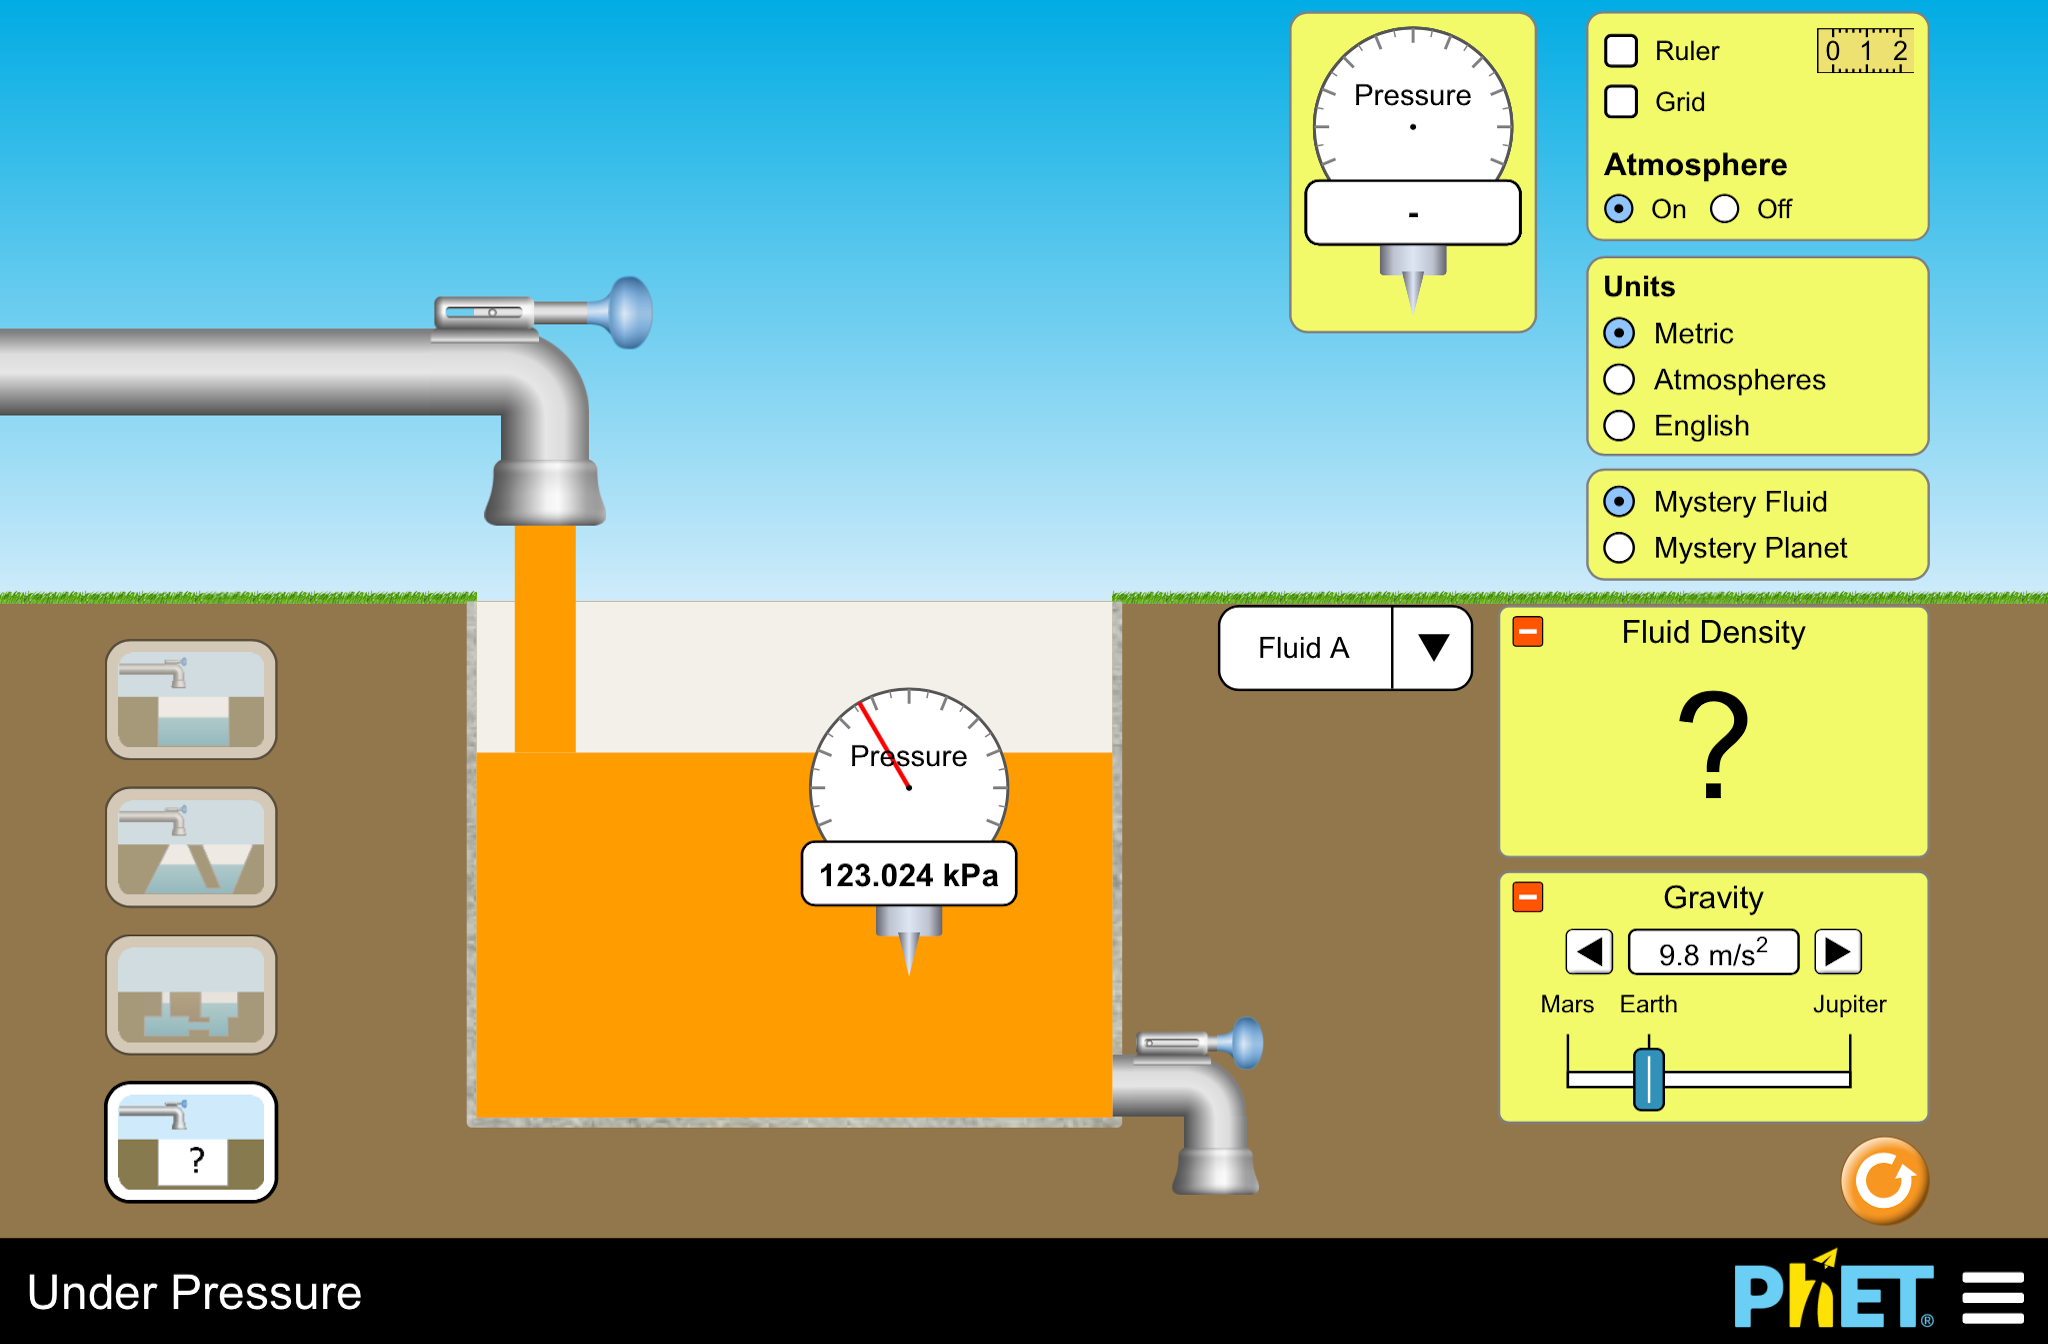 Pressure
-
Ruler
0 1 2
Grid
Atmosphere
On
Off
Units
Metric
Atmospheres
English
Mystery Fluid
Mystery Planet
Fluid A
Fluid Density
?
Pressure
123.024 kPa
Gravity
9.8 m/s²
Mars
Earth
Jupiter
?
Under Pressure
PhET®